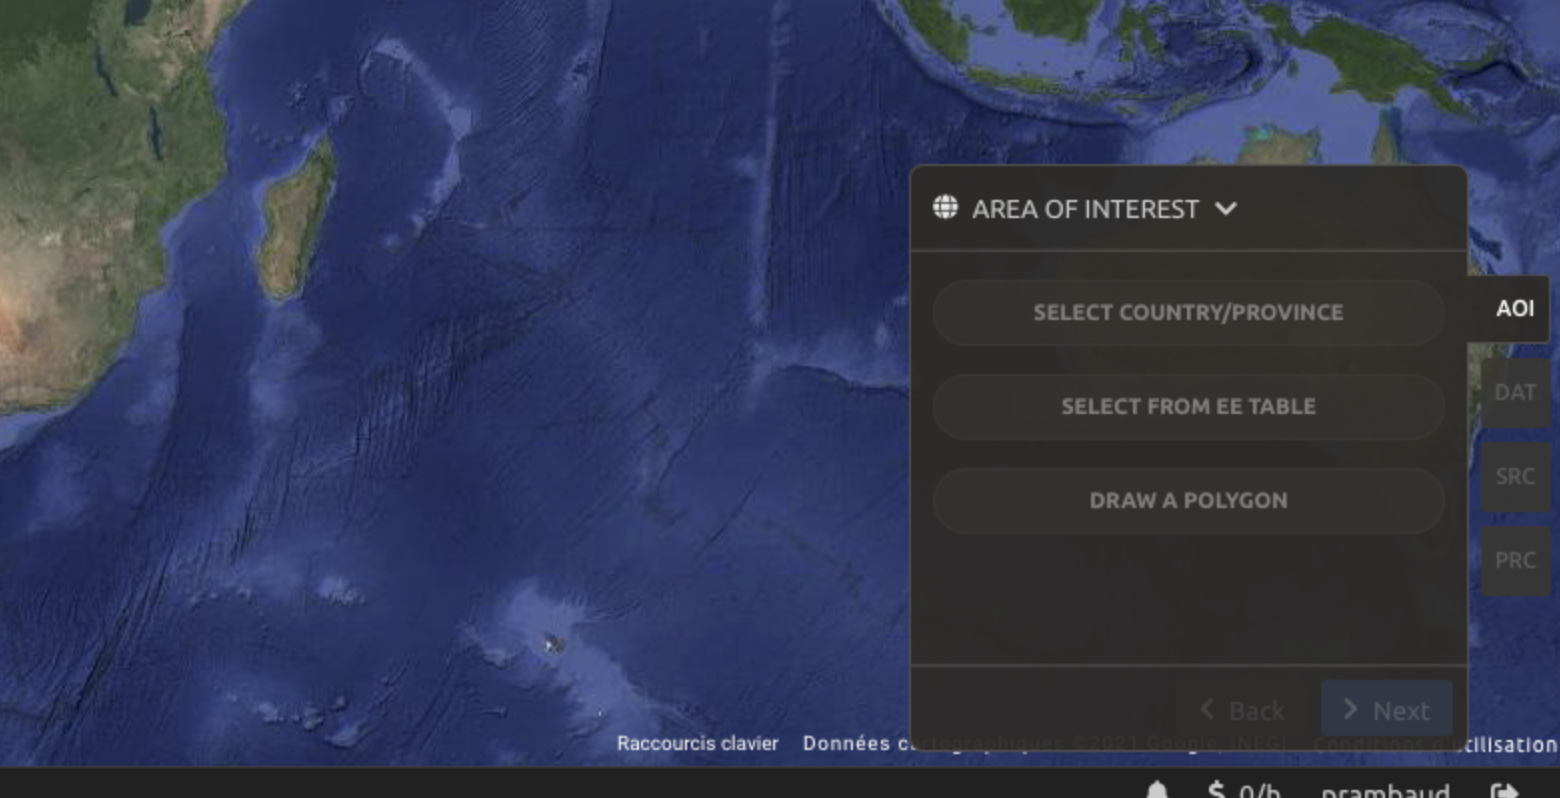 AREA OF INTEREST
SELECT COUNTRY/PROVINCE
SELECT FROM EE TABLE
DRAW A POLYGON
Back
Next
AOI
DAT
SRC
PRC
Raccourcis clavier
Données cartographiques ©2021 Google, INEGI
Conditions d'utilisation
$ 0/h
prambaud